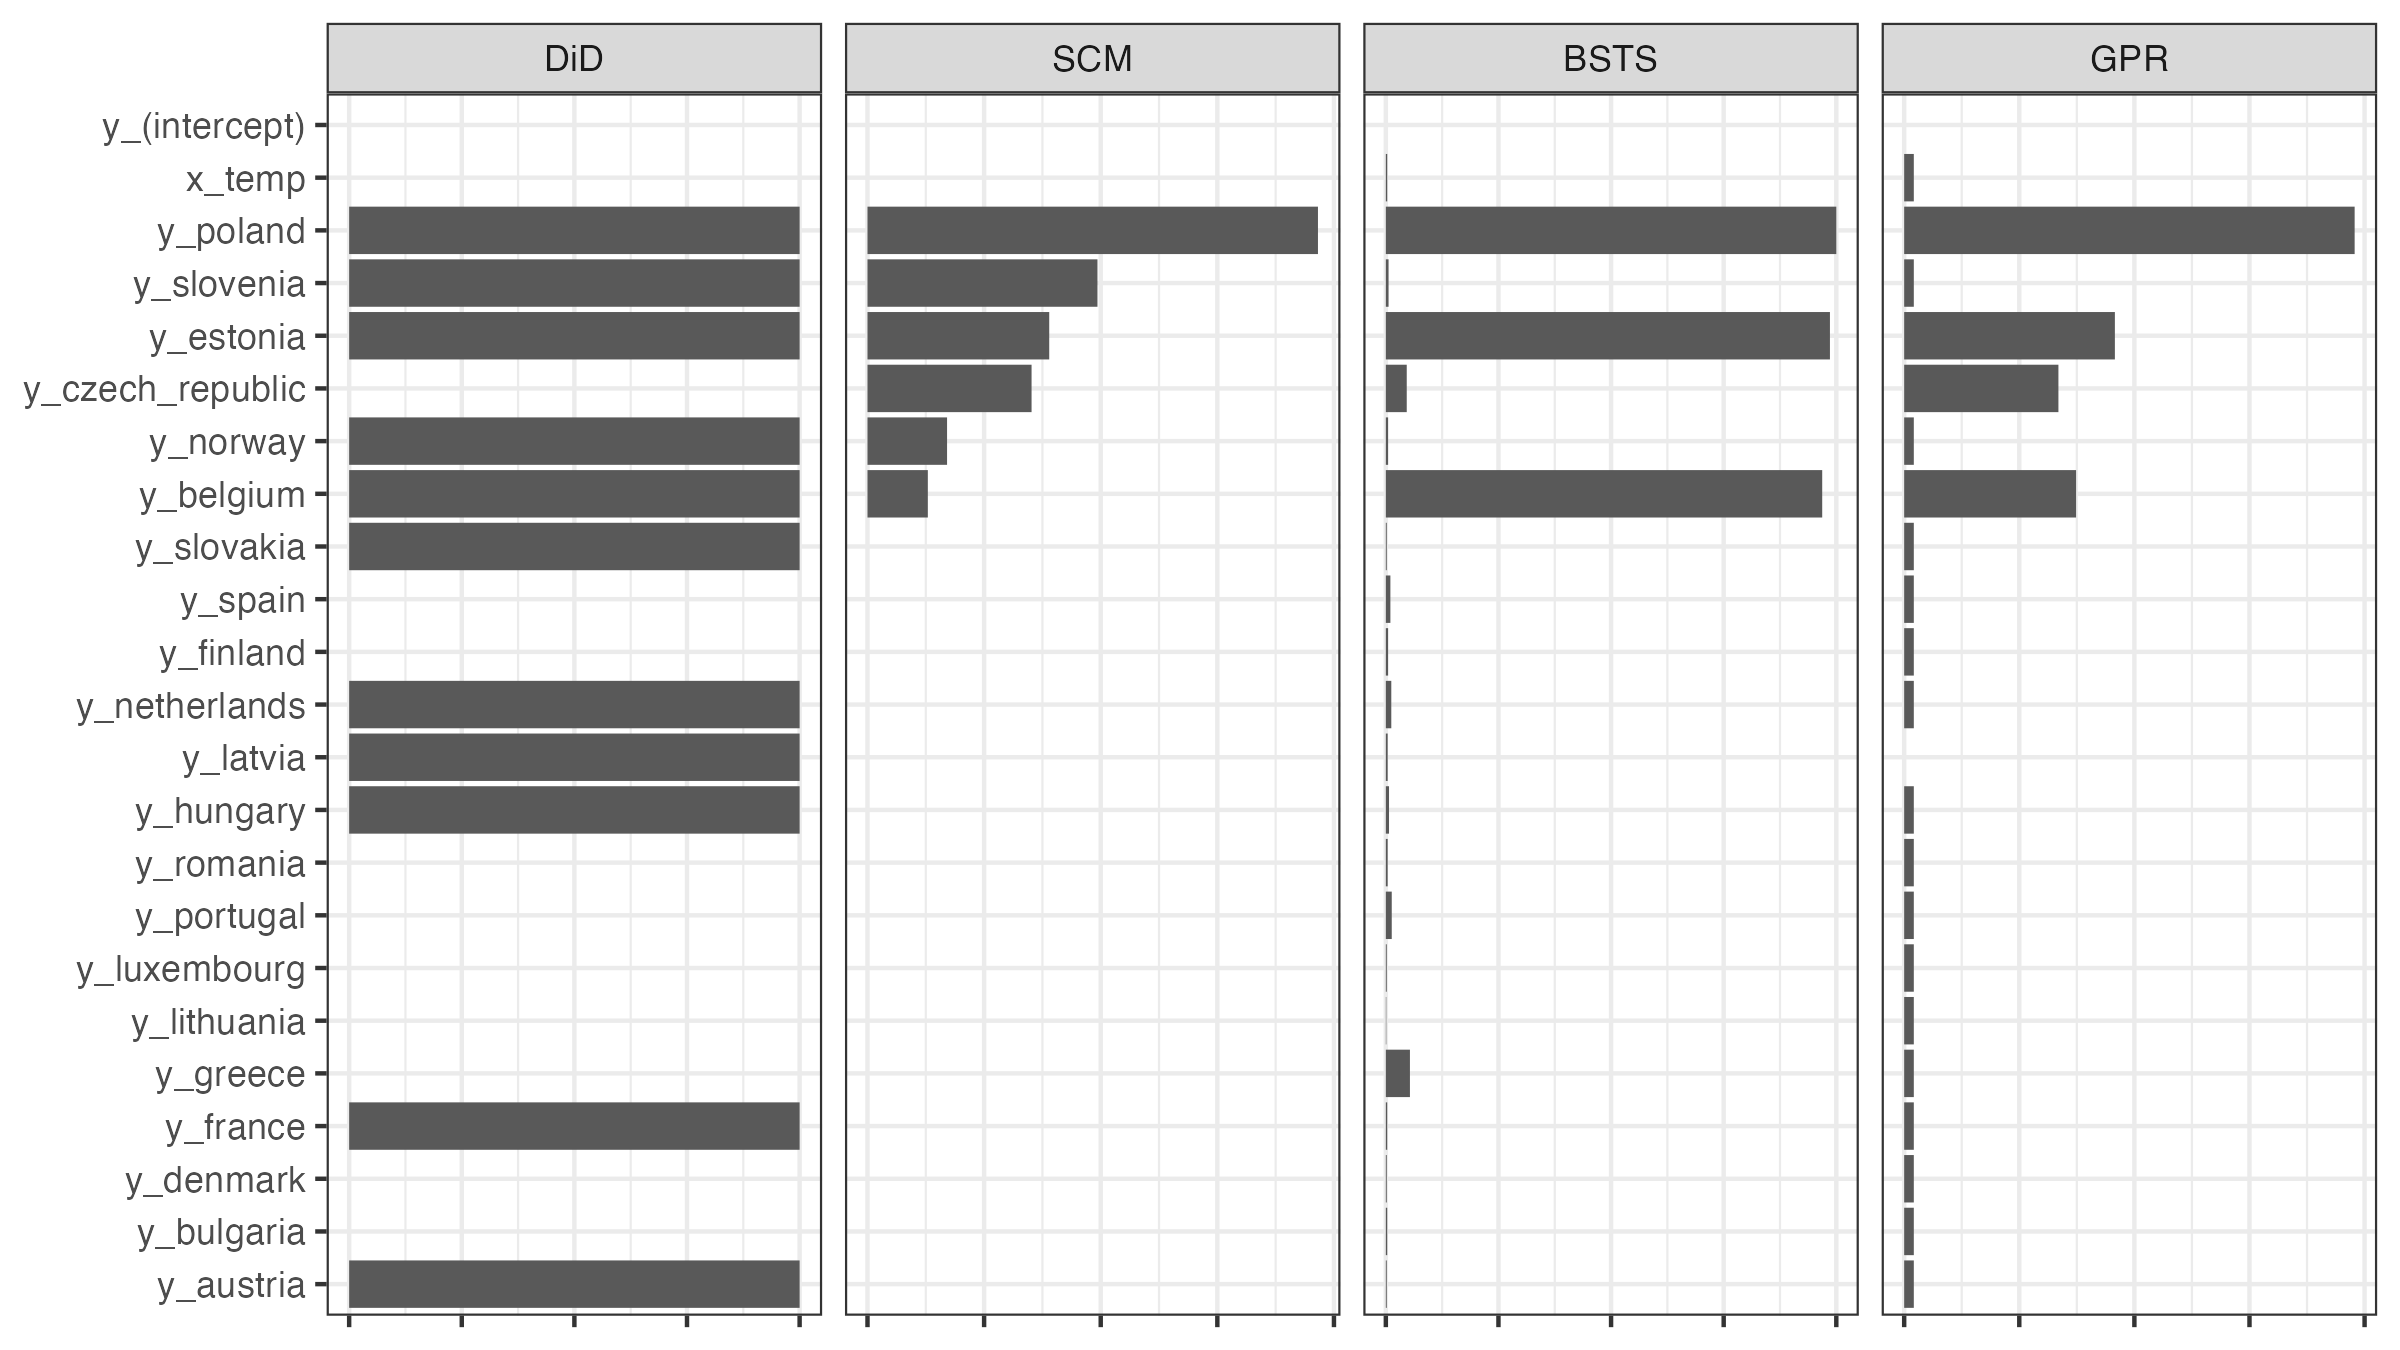 DiD SCM BSTS GPR
y_(intercept)
x_temp
y_poland
y_slovenia
y_estonia
y_czech_republic
y_norway
y_belgium
y_slovakia
y_spain
y_finland
y_netherlands
y_latvia
y_hungary
y_romania
y_portugal
y_luxembourg
y_lithuania
y_greece
y_france
y_denmark
y_bulgaria
y_austria